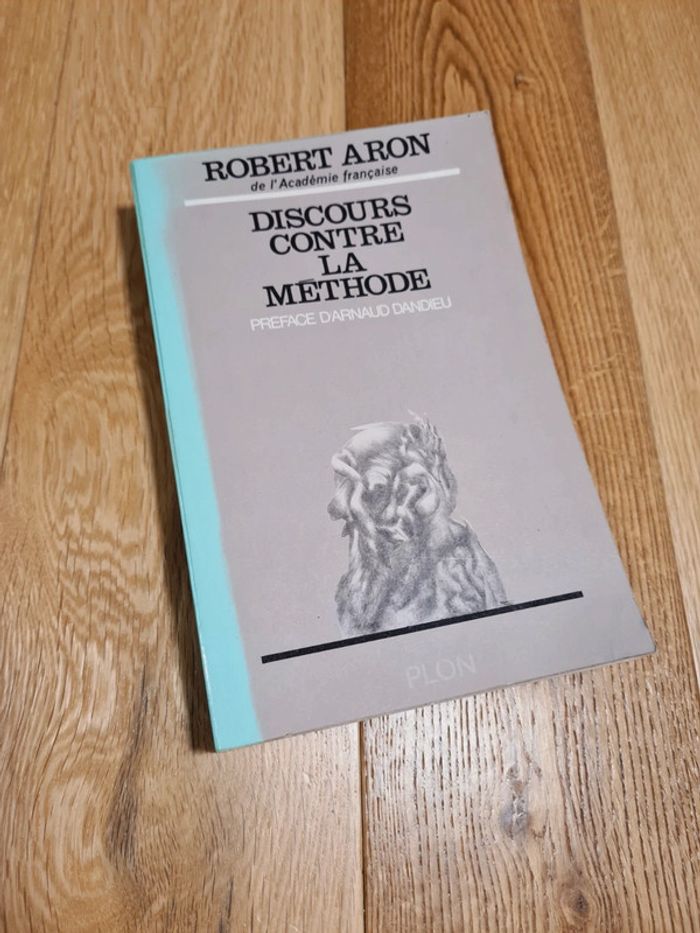 ROBERT ARON
de l'Académie française
DISCOURS
CONTRE
LA
MÉTHODE
PRÉFACE D'ARNAUD DANDIEU
PLON